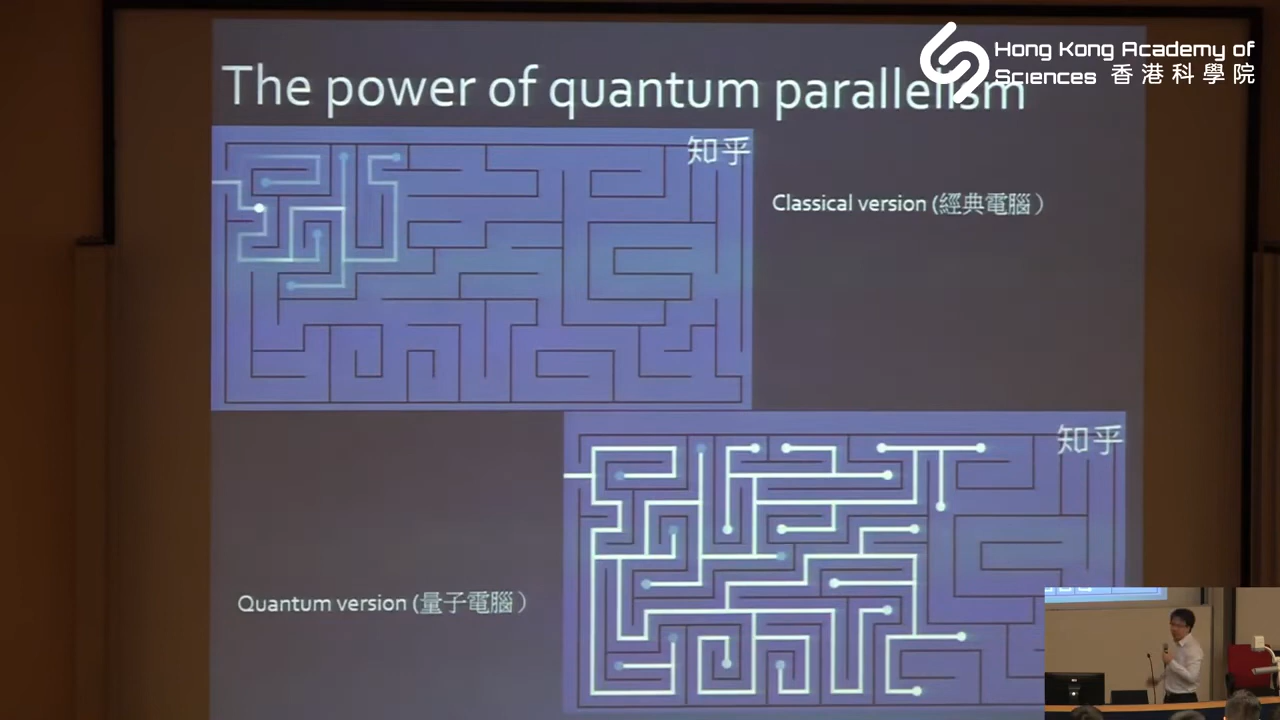 The power of quantum parallelism
Hong Kong Academy of
Sciences 香港科學院
知乎
Classical version (經典電腦）
知乎
Quantum version (量子電腦）